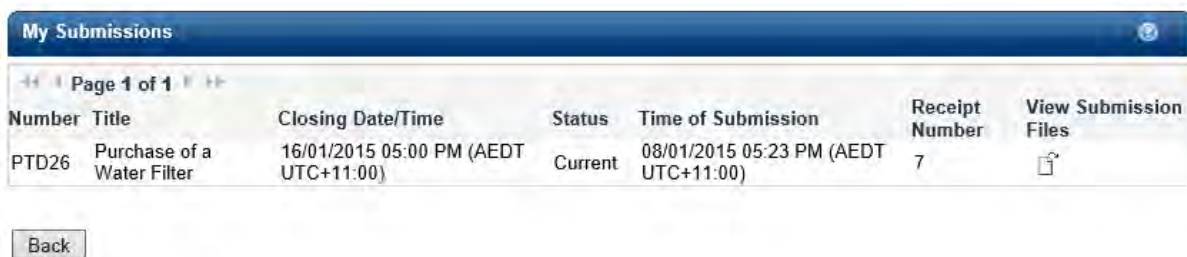 My Submissions
Page 1 of 1
Number Title Closing Date/Time Status Time of Submission Receipt Number View Submission Files
PTD26 Purchase of a Water Filter 16/01/2015 05:00 PM (AEDT UTC+11:00) Current 08/01/2015 05:23 PM (AEDT UTC+11:00) 7
Back